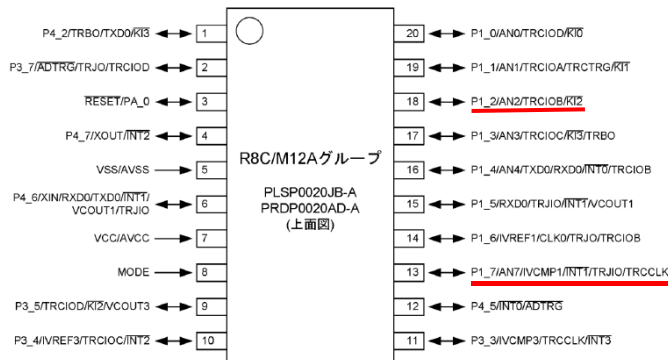 P4_2/TRBO/TXD0/KI3 1
P3_7/ADTRG/TRJO/TRCIOD 2
RESET/PA_0 3
P4_7/XOUT/INT2 4
VSS/AVSS 5
P4_6/XIN/RXD0/TXD0/INT1/
VCOUT1/TRJIO 6
VCC/AVCC 7
MODE 8
P3_5/TRCIOD/KI2/VCOUT3 9
P3_4/IVREF3/TRCIOC/INT2 10
R8C/M12Aグループ
PLSP0020JB-A
PRDP0020AD-A
(上面図)
20 P1_0/AN0/TRCIOD/KI0
19 P1_1/AN1/TRCIOA/TRCTRG/KI1
18 P1_2/AN2/TRCIOB/KI2
17 P1_3/AN3/TRCIOC/KI3/TRBO
16 P1_4/AN4/TXD0/RXD0/INT0/TRCIOB
15 P1_5/RXD0/TRJIO/INT1/VCOUT1
14 P1_6/IVREF1/CLK0/TRJO/TRCIOB
13 P1_7/AN7/IVCMP1/INT1/TRJIO/TRCCLK
12 P4_5/INT0/ADTRG
11 P3_3/IVCMP3/TRCCLK/INT3